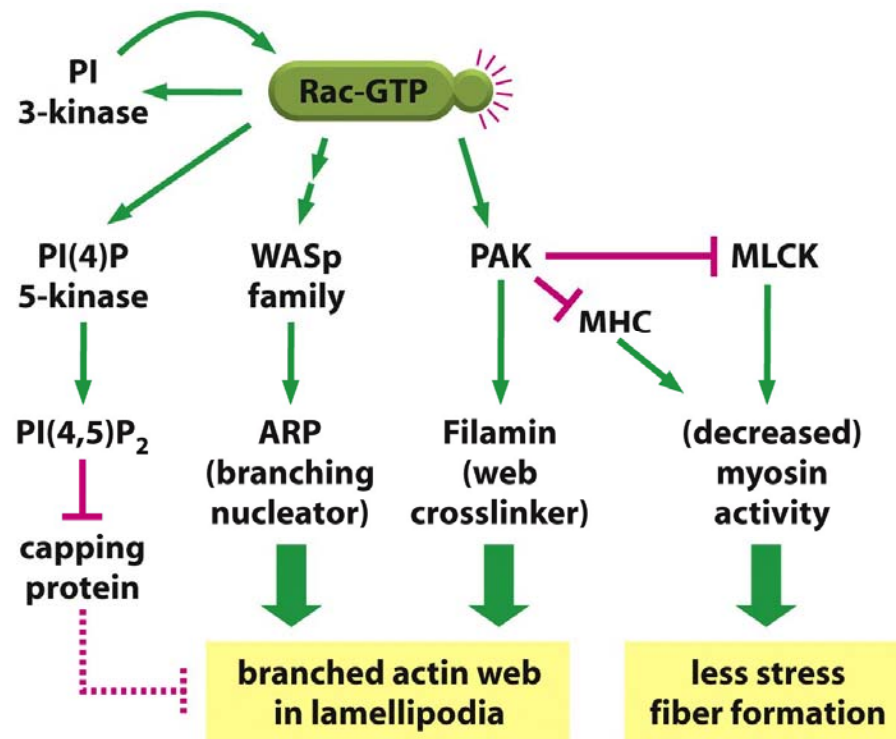 PI
3-kinase
Rac-GTP
PI(4)P
5-kinase
WASp
family
PAK
MLCK
MHC
PI(4,5)P₂
ARP
(branching
nucleator)
Filamin
(web
crosslinker)
(decreased)
myosin
activity
capping
protein
branched actin web
in lamellipodia
less stress
fiber formation